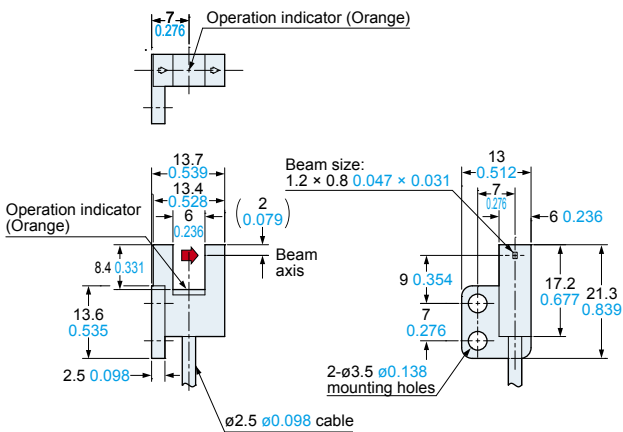 7
0.276
Operation indicator (Orange)
13.7
0.539
13.4
0.528
6
0.236
( 2
0.079 )
Operation indicator
(Orange)
Beam
axis
8.4 0.331
13.6
0.535
2.5 0.098
ø2.5 ø0.098 cable
Beam size:
1.2 × 0.8 0.047 × 0.031
13
0.512
7
0.276
6 0.236
9 0.354
7
0.276
17.2
0.677
21.3
0.839
2-ø3.5 ø0.138
mounting holes